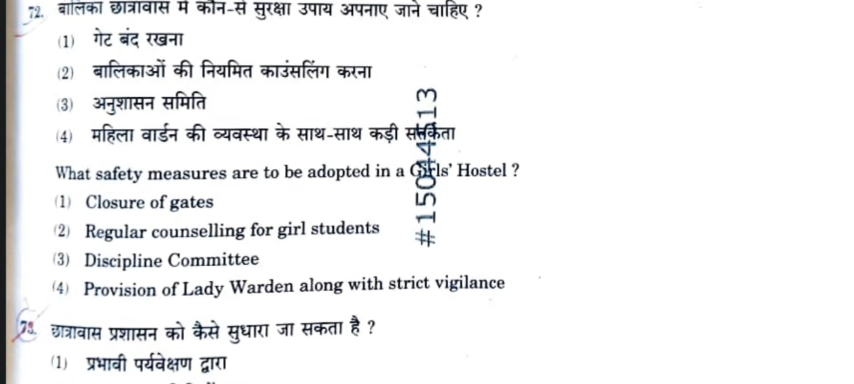 72. बालिका छात्रावास में कौन-से सुरक्षा उपाय अपनाए जाने चाहिए ?
(1) गेट बंद रखना
(2) बालिकाओं की नियमित काउंसलिंग करना
(3) अनुशासन समिति
(4) महिला वार्डन की व्यवस्था के साथ-साथ कड़ी सतर्कता
What safety measures are to be adopted in a Girls' Hostel ?
(1) Closure of gates
(2) Regular counselling for girl students
(3) Discipline Committee
(4) Provision of Lady Warden along with strict vigilance
#15044513
73. छात्रावास प्रशासन को कैसे सुधारा जा सकता है ?
(1) प्रभावी पर्यवेक्षण द्वारा